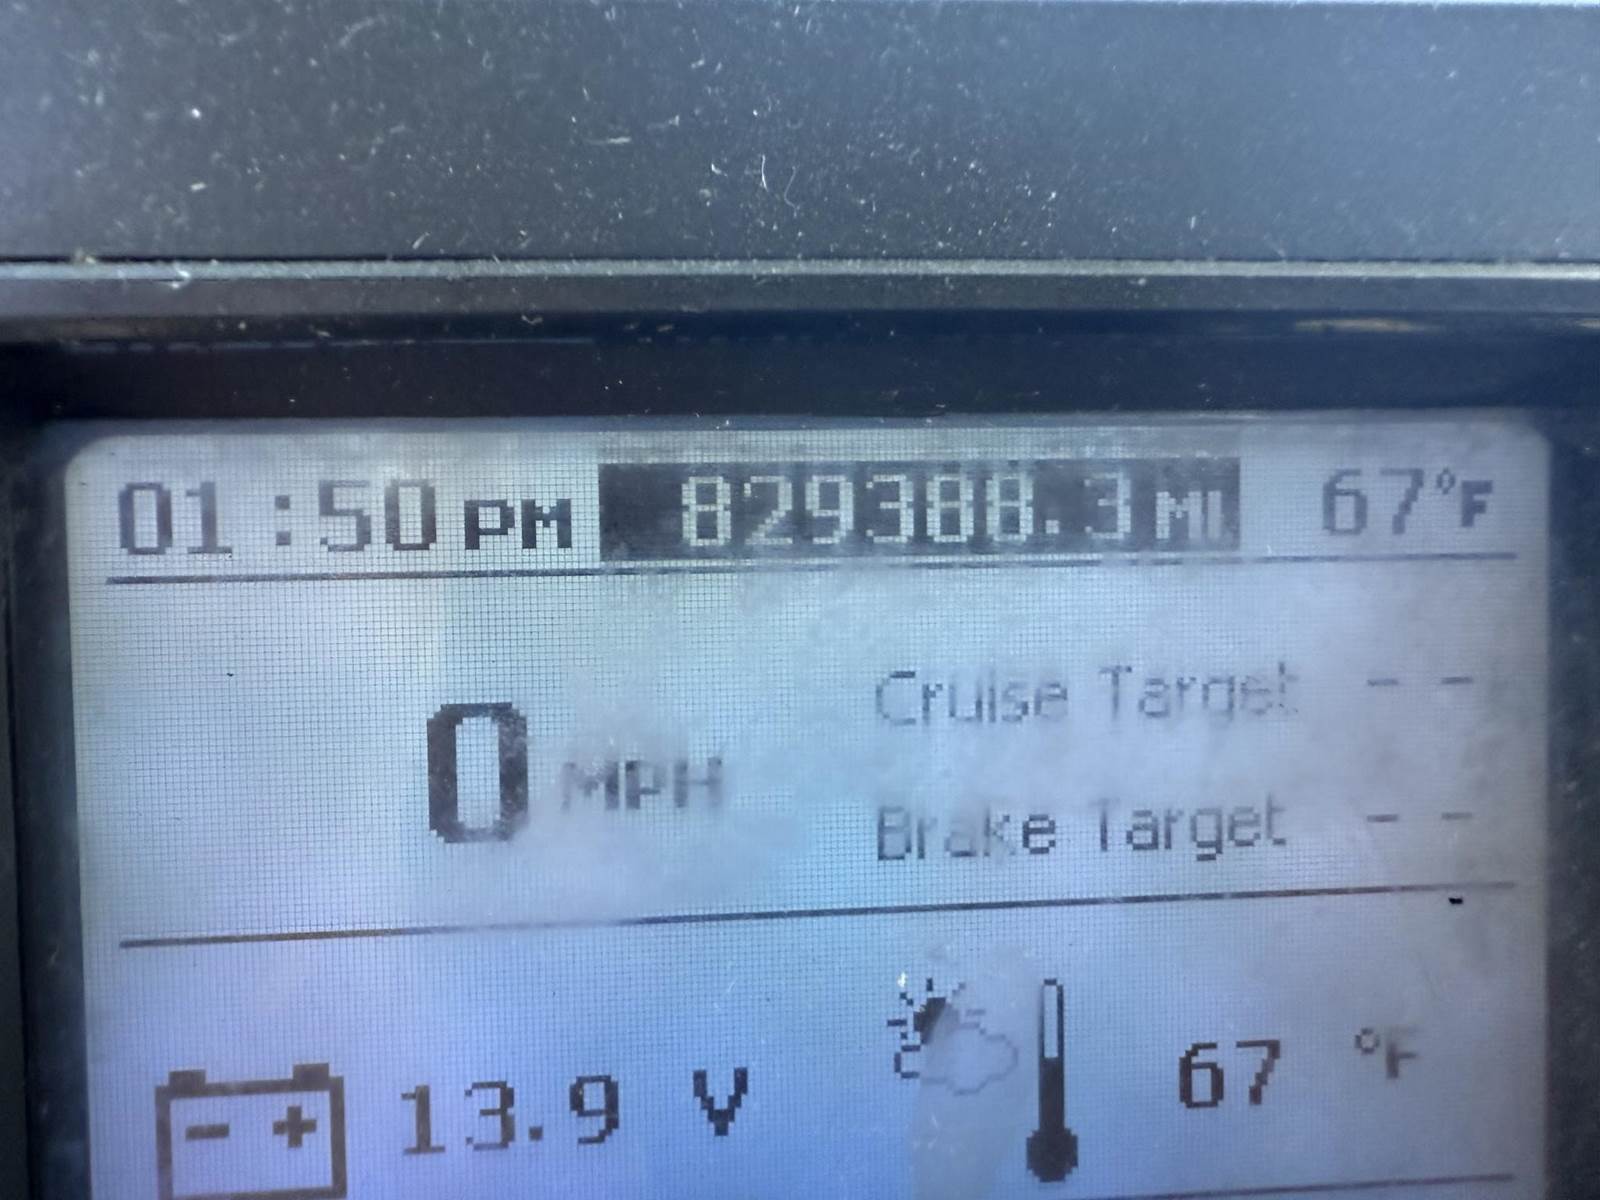 01:50 PM 829388.3 MI 67°F
Cruise Target --
0 MPH
Brake Target --
- + 13.9 V 67 °F